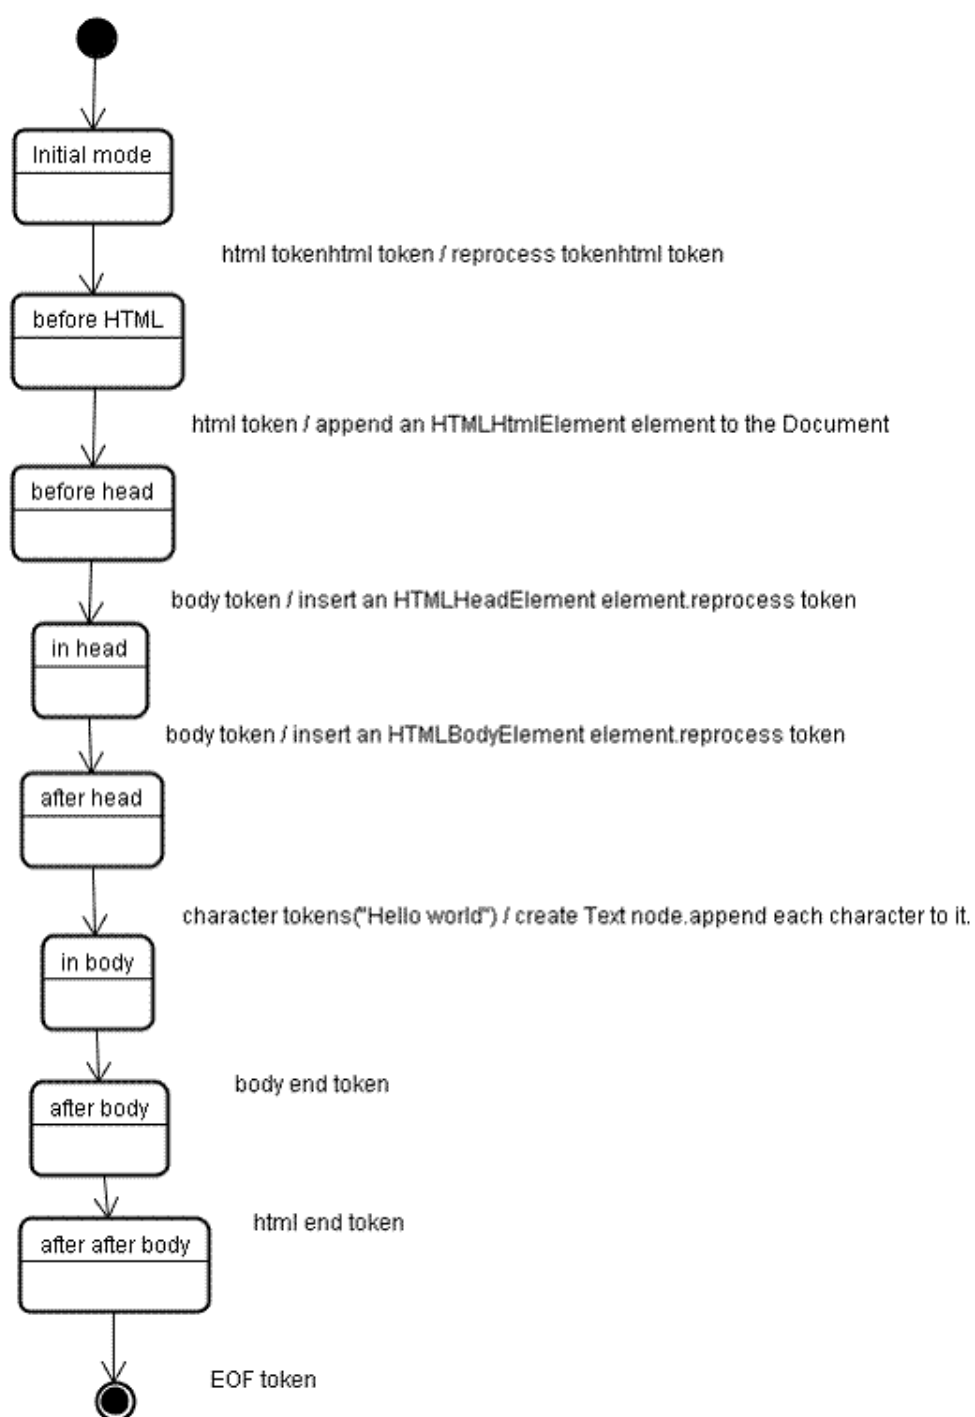 Initial mode
html tokenhtml token / reprocess tokenhtml token
before HTML
html token / append an HTMLHtmlElement element to the Document
before head
body token / insert an HTMLHeadElement element.reprocess token
in head
body token / insert an HTMLBodyElement element.reprocess token
after head
character tokens("Hello world") / create Text node.append each character to it.
in body
body end token
after body
html end token
after after body
EOF token